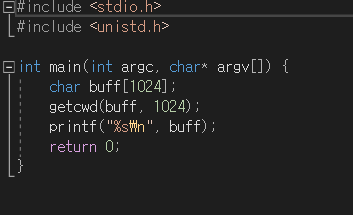 #include <stdio.h>
#include <unistd.h>
int main(int argc, char* argv[]) {
char buff[1024];
getcwd(buff, 1024);
printf("%s₩n", buff);
return 0;
}